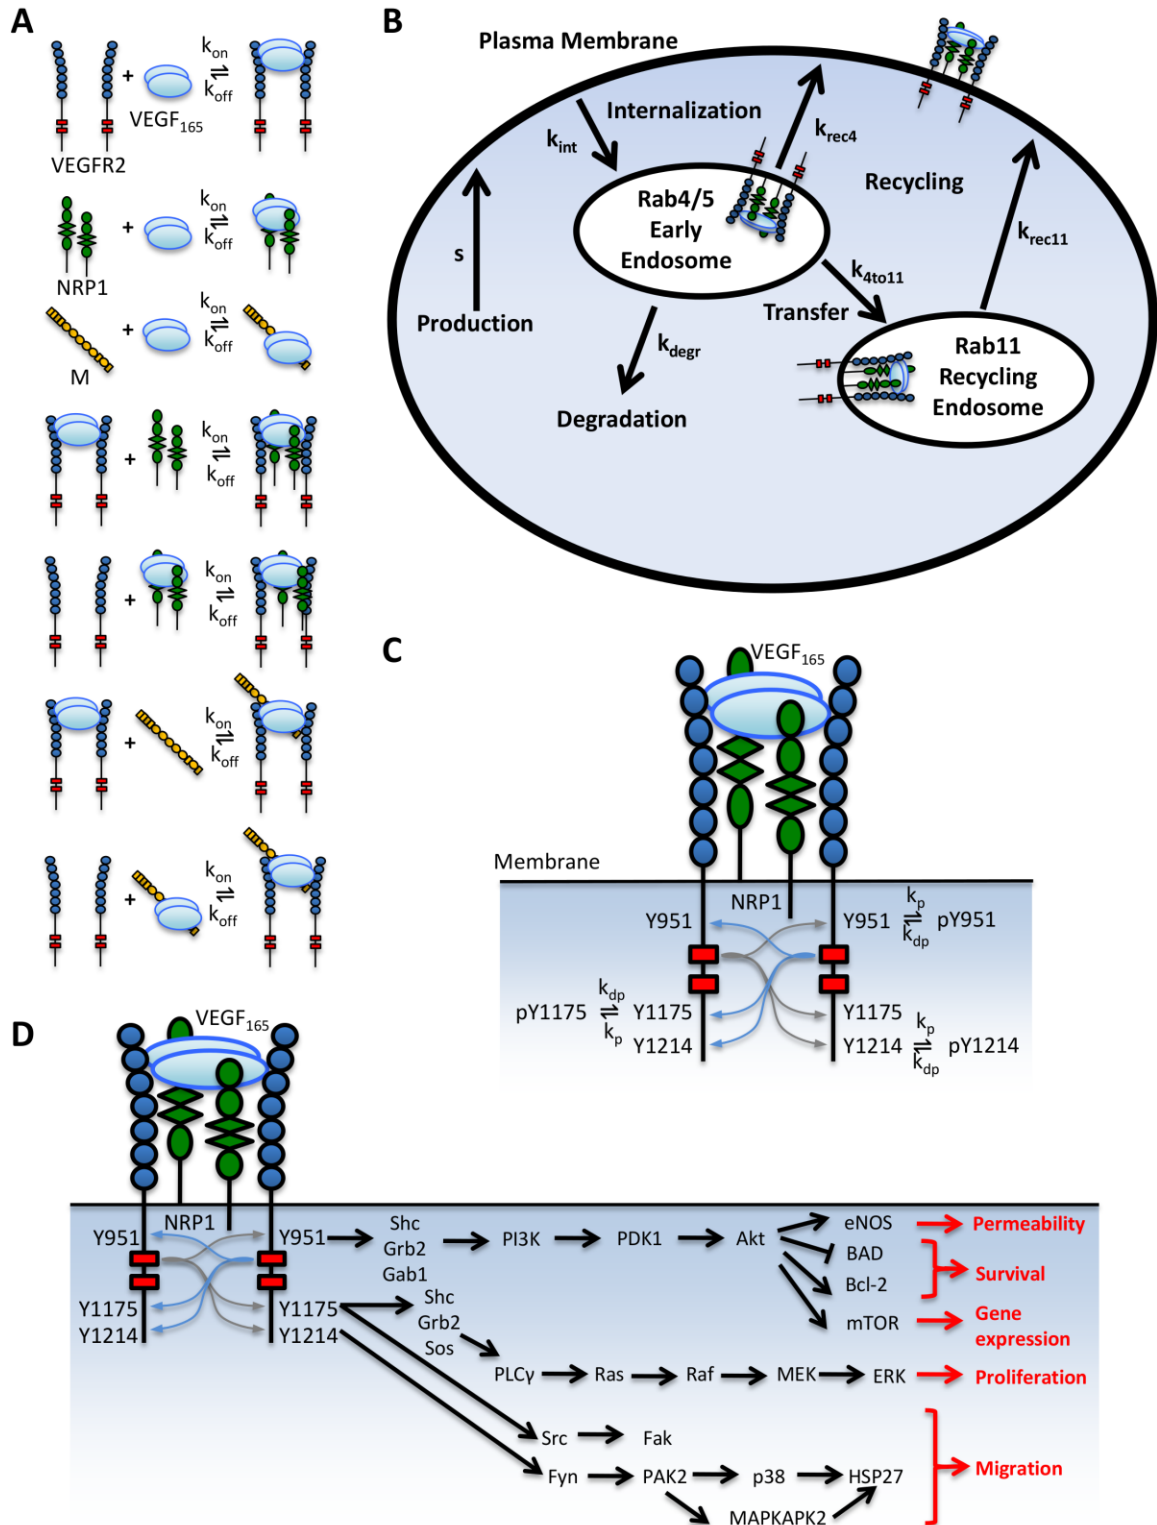 A
k_on
+
k_off
VEGF_165
VEGFR2
k_on
+
k_off
NRP1
k_on
+
k_off
M
k_on
+
k_off
k_on
+
k_off
k_on
+
k_off
k_on
+
k_off
B
Plasma Membrane
Internalization
k_int
k_rec4
Recycling
Rab4/5
Early
Endosome
k_rec11
s
k_4to11
Production
Transfer
k_degr
Rab11
Recycling
Endosome
Degradation
C
VEGF_165
Membrane
NRP1
Y951
Y951
k_p
k_dp
pY951
pY1175
k_dp
k_p
Y1175
Y1175
Y1214
Y1214
k_p
k_dp
pY1214
D
VEGF_165
NRP1
Y951
Y951
Shc
Grb2
Gab1
PI3K
PDK1
Akt
eNOS
Permeability
BAD
Bcl-2
Survival
mTOR
Gene
expression
Y1175
Y1175
Y1214
Y1214
Shc
Grb2
Sos
PLCγ
Ras
Raf
MEK
ERK
Proliferation
Src
Fak
Fyn
PAK2
p38
HSP27
MAPKAPK2
Migration